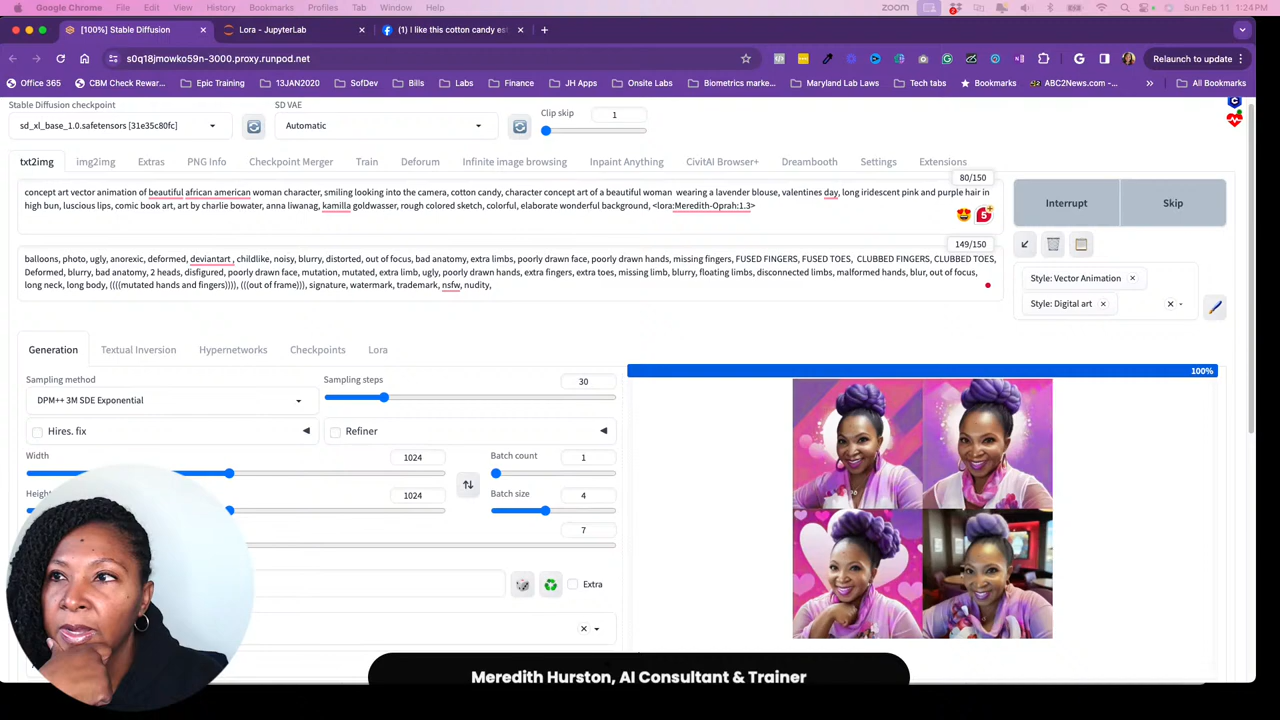 Google Chrome File Edit View History Bookmarks Profiles Tab Window Help zoom 2 Sun Feb 11 1:24 PM
[100%] Stable Diffusion Lora - JupyterLab (1) I like this cotton candy est
s0q18jmowko59n-3000.proxy.runpod.net Relaunch to update
Office 365 CBM Check Rewar... Epic Training 13JAN2020 SofDev Bills Labs Finance JH Apps Onsite Labs Biometrics marke... Maryland Lab Laws Tech tabs Bookmarks ABC2News.com -... » All Bookmarks
Stable Diffusion checkpoint SD VAE Clip skip 1
sd_xl_base_1.0.safetensors [31e35c80fc] Automatic
txt2img img2img Extras PNG Info Checkpoint Merger Train Deforum Infinite image browsing Inpaint Anything CivitAI Browser+ Dreambooth Settings Extensions
80/150
concept art vector animation of beautiful african american woman character, smiling looking into the camera, cotton candy, character concept art of a beautiful woman wearing a lavender blouse, valentines day, long iridescent pink and purple hair in
high bun, luscious lips, comic book art, art by charlie bowater, anna liwanag, kamilla goldwasser, rough colored sketch, colorful, elaborate wonderful background, <lora:Meredith-Oprah:1.3>
5
Interrupt Skip
149/150
balloons, photo, ugly, anorexic, deformed, deviantart , childlike, noisy, blurry, distorted, out of focus, bad anatomy, extra limbs, poorly drawn face, poorly drawn hands, missing fingers, FUSED FINGERS, FUSED TOES, CLUBBED FINGERS, CLUBBED TOES,
Deformed, blurry, bad anatomy, 2 heads, disfigured, poorly drawn face, mutation, mutated, extra limb, ugly, poorly drawn hands, extra fingers, extra toes, missing limb, blurry, floating limbs, disconnected limbs, malformed hands, blur, out of focus,
long neck, long body, ((((mutated hands and fingers)))), (((out of frame))), signature, watermark, trademark, nsfw, nudity,
Style: Vector Animation ×
Style: Digital art ×
Generation Textual Inversion Hypernetworks Checkpoints Lora
Sampling method Sampling steps 30
DPM++ 3M SDE Exponential
100%
Hires. fix Refiner
Width 1024 Batch count 1
Heigh 1024 Batch size 4
7
Extra
Meredith Hurston, AI Consultant & Trainer